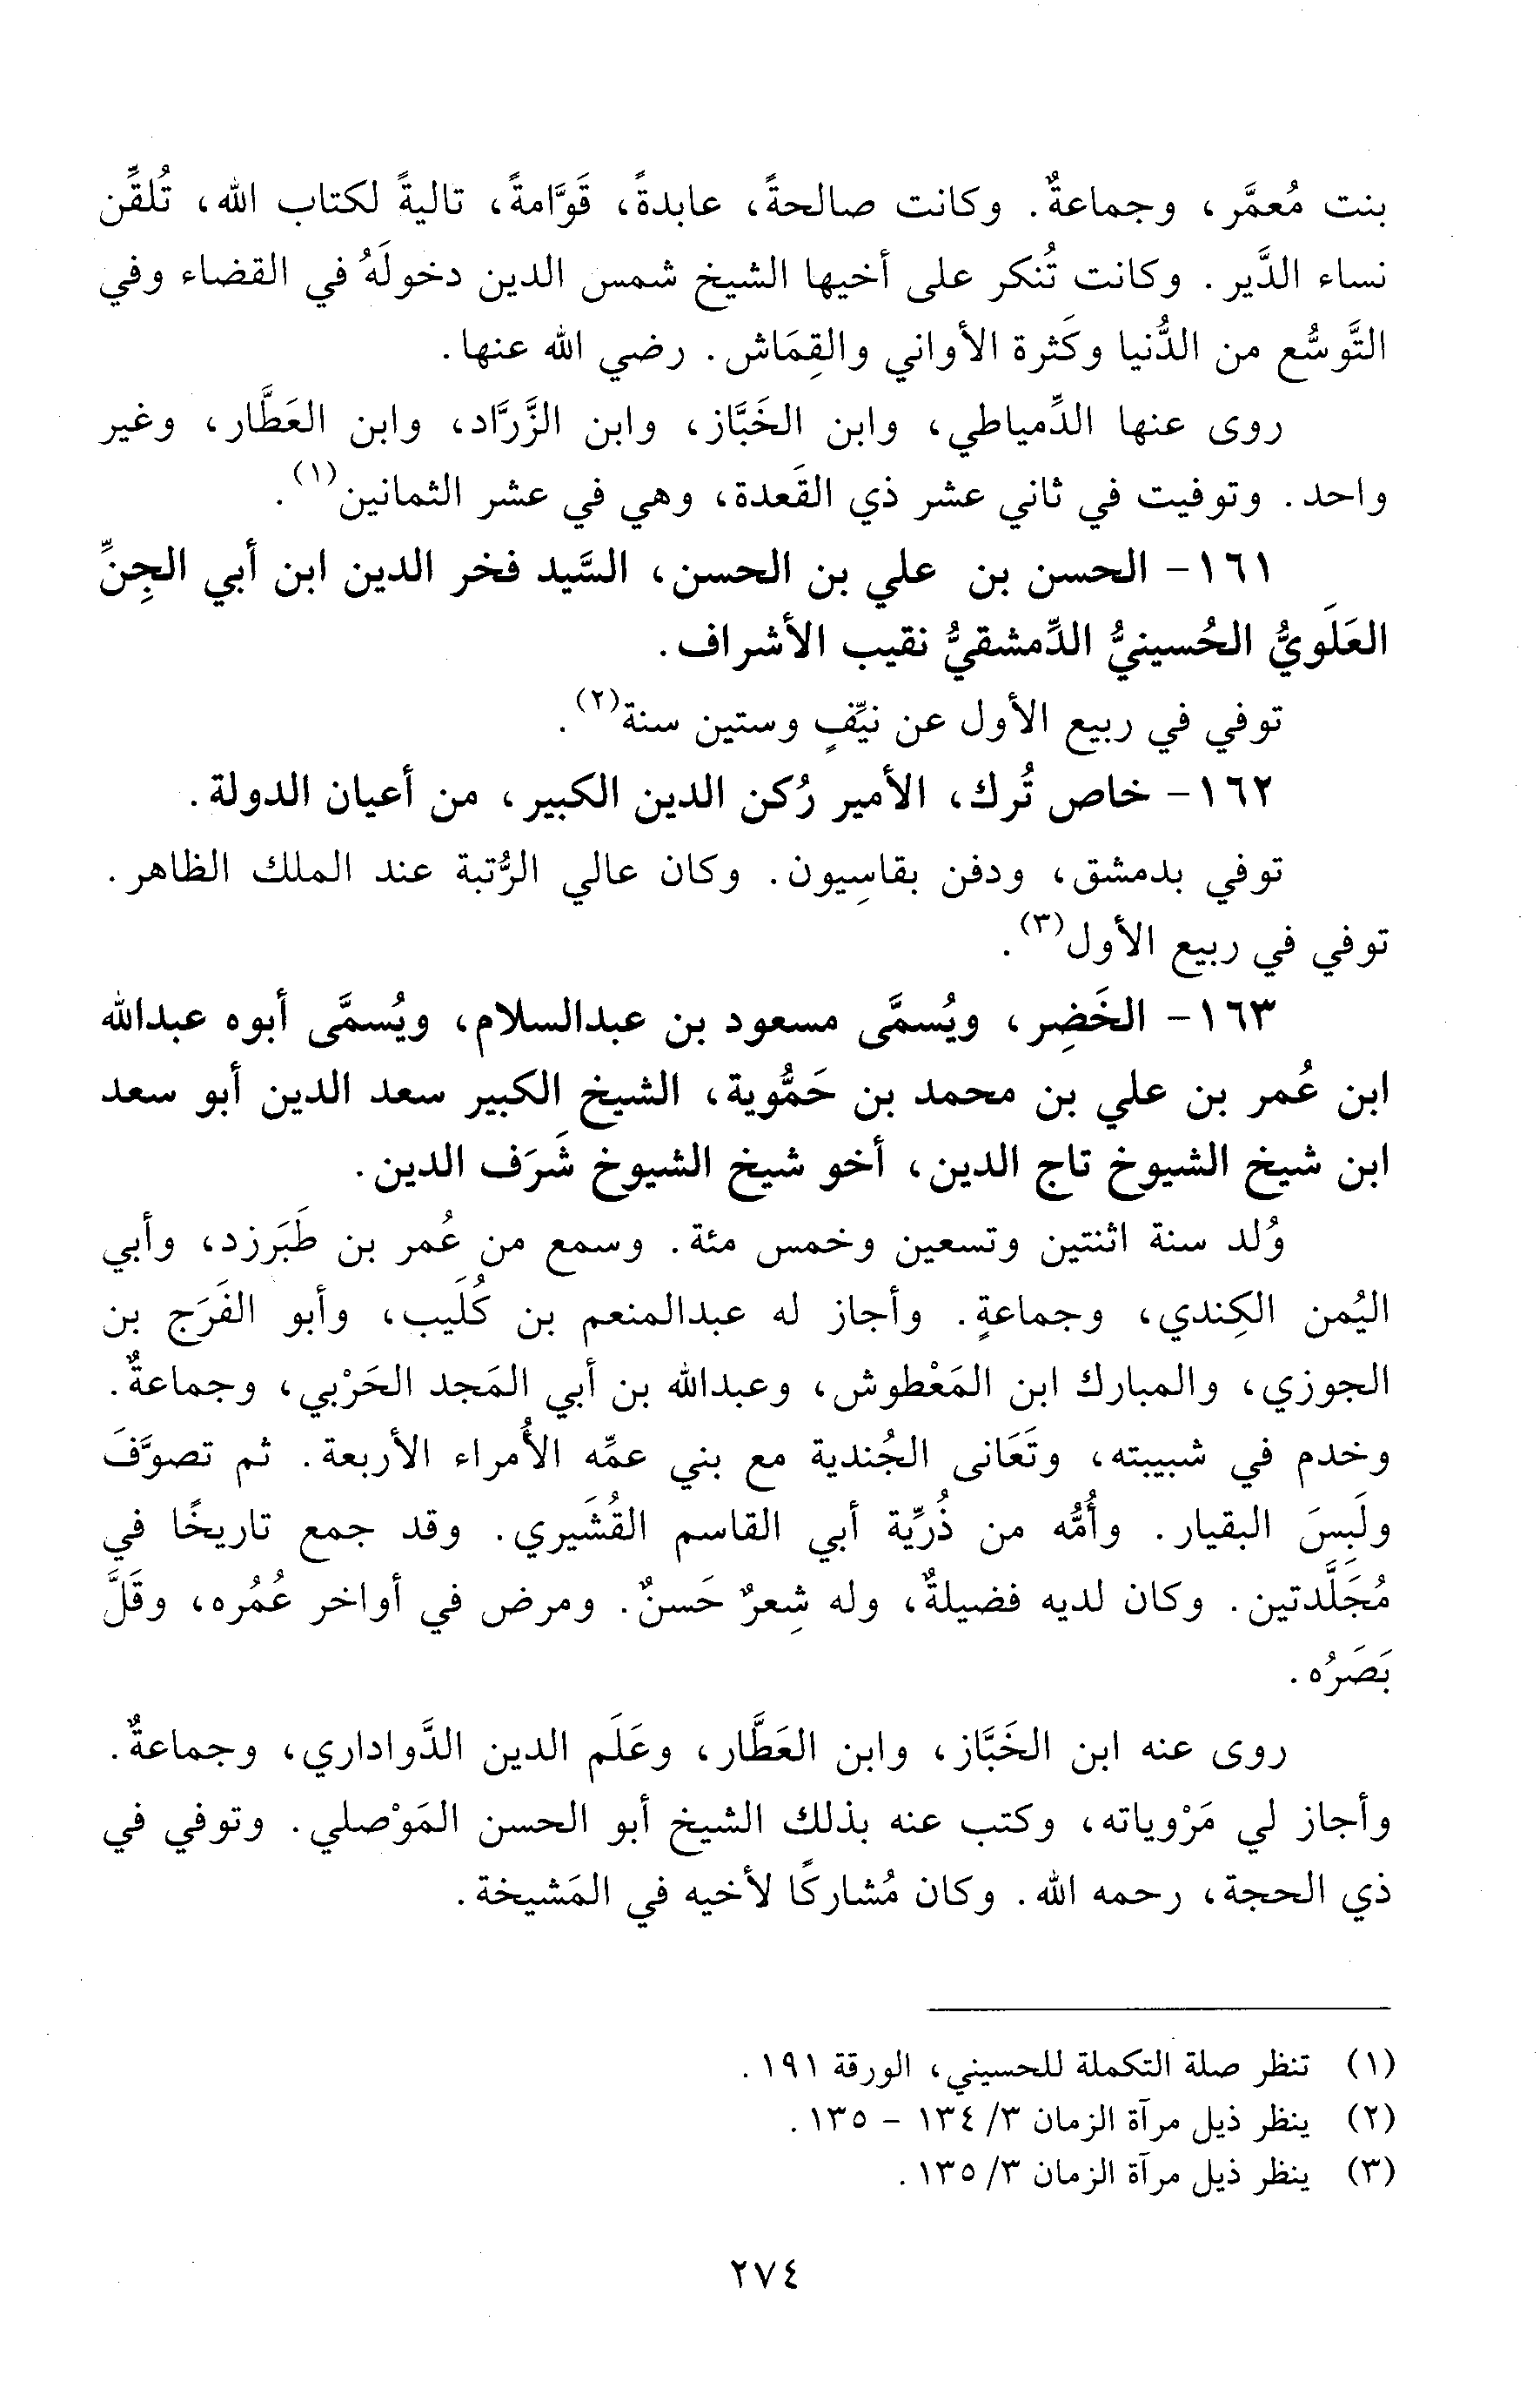 بنت مُعمَّر، وجماعةٌ. وكانت صالحةً، عابدةً، قَوَّامةً، تاليةً لكتاب الله، تُلقِّن
نساء الدَّير. وكانت تُنكر على أخيها الشيخ شمس الدين دخولَهُ في القضاء وفي
التَّوسُّع من الدُّنيا وكَثرة الأواني والقِمَاش. رضي الله عنها.
روى عنها الدِّمياطي، وابن الخَبَّاز، وابن الزَّرَّاد، وابن العَطَّار، وغير
واحد. وتوفيت في ثاني عشر ذي القَعدة، وهي في عشر الثمانين(١).
١٦١- الحسن بن علي بن الحسن، السَّيد فخر الدين ابن أبي الجِنِّ
العَلَويُّ الحُسينيُّ الدِّمشقيُّ نقيب الأشراف.
توفي في ربيع الأول عن نيِّفٍ وستين سنة(٢).
١٦٢- خاص تُرك، الأمير رُكن الدين الكبير، من أعيان الدولة.
توفي بدمشق، ودفن بقاسِيون. وكان عالي الرُّتبة عند الملك الظاهر.
توفي في ربيع الأول(٣).
١٦٣- الخَضِر، ويُسمَّى مسعود بن عبدالسلام، ويُسمَّى أبوه عبدالله
ابن عُمر بن علي بن محمد بن حَمُّوية، الشيخ الكبير سعد الدين أبو سعد
ابن شيخ الشيوخ تاج الدين، أخو شيخ الشيوخ شَرَف الدين.
وُلد سنة اثنتين وتسعين وخمس مئة. وسمع من عُمر بن طَبَرزد، وأبي
اليُمن الكِندي، وجماعةٍ. وأجاز له عبدالمنعم بن كُلَيب، وأبو الفَرَج بن
الجوزي، والمبارك ابن المَعْطوش، وعبدالله بن أبي المَجد الحَرْبي، وجماعةٌ.
وخدم في شبيبته، وتَعَانى الجُندية مع بني عمِّه الأُمراء الأربعة. ثم تصوَّفَ
ولَبِسَ البقيار. وأُمُّه من ذُرِّية أبي القاسم القُشَيري. وقد جمع تاريخًا في
مُجَلَّدتين. وكان لديه فضيلةٌ، وله شِعرٌ حَسنٌ. ومرض في أواخر عُمُره، وقَلَّ
بَصَرُه.
روى عنه ابن الخَبَّاز، وابن العَطَّار، وعَلَم الدين الدَّواداري، وجماعةٌ.
وأجاز لي مَرْوياته، وكتب عنه بذلك الشيخ أبو الحسن المَوْصلي. وتوفي في
ذي الحجة، رحمه الله. وكان مُشاركًا لأخيه في المَشيخة.
(١) تنظر صلة التكملة للحسيني، الورقة ١٩١.
(٢) ينظر ذيل مرآة الزمان ٣/ ١٣٤ - ١٣٥.
(٣) ينظر ذيل مرآة الزمان ٣/ ١٣٥.
٢٧٤